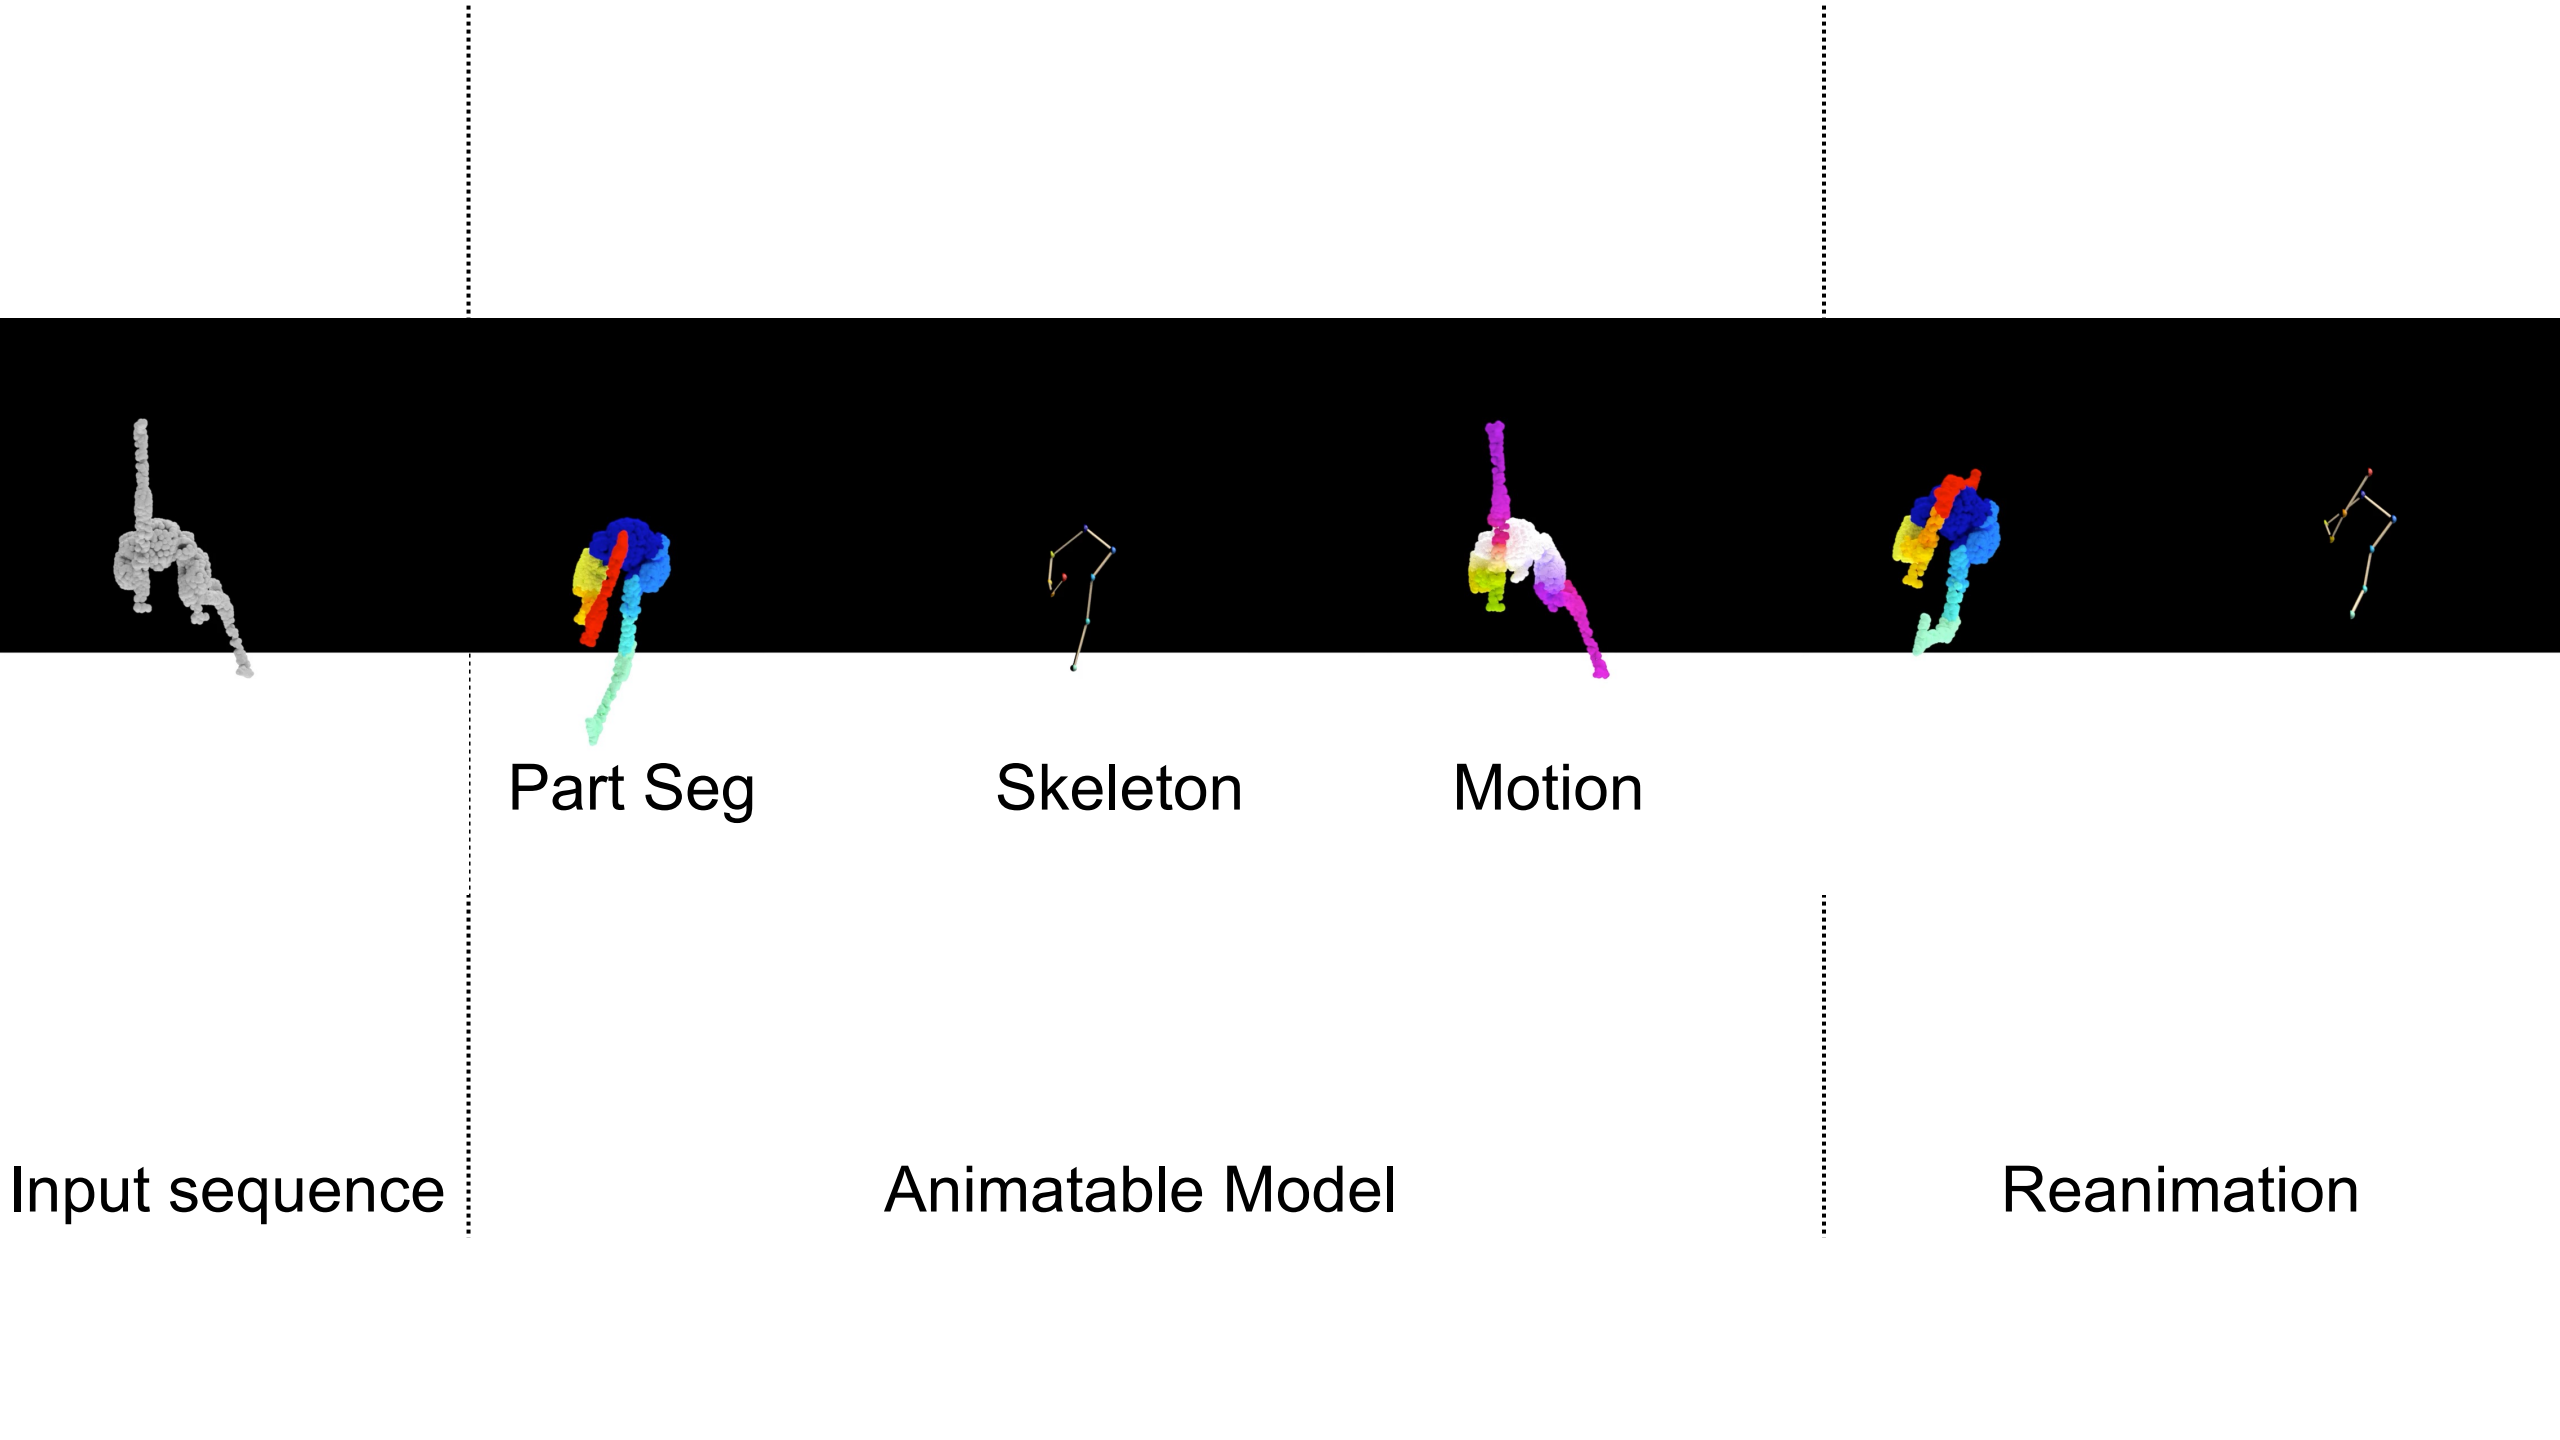 Part Seg
Skeleton
Motion
Input sequence
Animatable Model
Reanimation